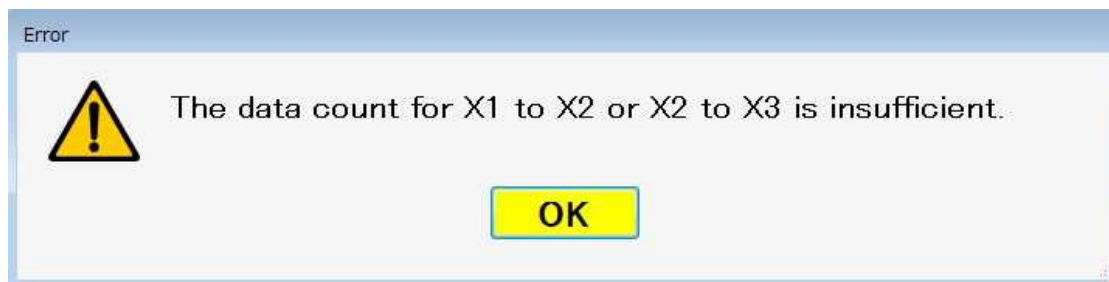 Error
The data count for X1 to X2 or X2 to X3 is insufficient.
OK